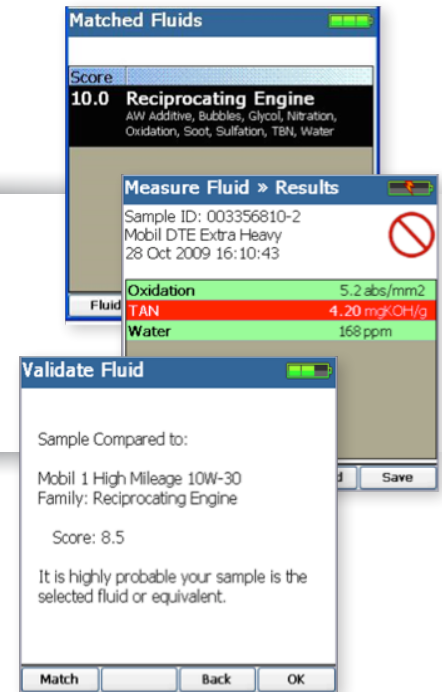 Matched Fluids
Score
10.0 Reciprocating Engine
AW Additive, Bubbles, Glycol, Nitration,
Oxidation, Soot, Sulfation, TBN, Water
Fluid
Measure Fluid » Results
Sample ID: 003356810-2
Mobil DTE Extra Heavy
28 Oct 2009 16:10:43
Oxidation 5.2 abs/mm2
TAN 4.20 mgKOH/g
Water 168 ppm
Save
Validate Fluid
Sample Compared to:
Mobil 1 High Mileage 10W-30
Family: Reciprocating Engine
Score: 8.5
It is highly probable your sample is the
selected fluid or equivalent.
Match Back OK